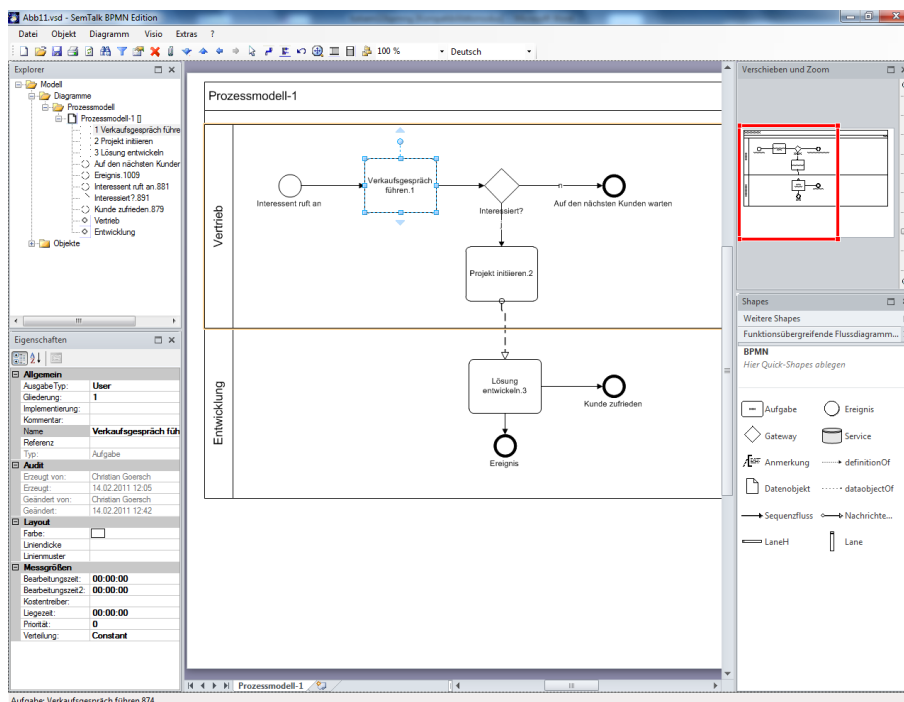 Abb11.vsd - SemTalk BPMN Edition
Datei Objekt Diagramm Visio Extras ?
100 % Deutsch
Explorer
Modell
Diagramme
Prozessmodell
Prozessmodell-1 []
1 Verkaufsgespräch führe
2 Projekt initiieren
3 Lösung entwickeln
Auf den nächsten Kunder
Ereignis.1009
Interessent ruft an.881
Interessiert?.891
Kunde zufrieden.879
Vertrieb
Entwicklung
Objekte
Eigenschaften
Allgemein
AusgabeTyp: User
Gliederung: 1
Implementierung:
Kommentar:
Name Verkaufsgespräch füh
Referenz
Typ: Aufgabe
Audit
Erzeugt von: Christian Goersch
Erzeugt: 14.02.2011 12:05
Geändert von: Christian Goersch
Geändert: 14.02.2011 12:42
Layout
Farbe:
Liniendicke
Linienmuster
Messgrößen
Bearbeitungszeit: 00:00:00
Bearbeitungszeit2: 00:00:00
Kostentreiber:
Liegezeit: 00:00:00
Priorität: 0
Verteilung: Constant
Prozessmodell-1
Vertrieb
Interessent ruft an
Verkaufsgespräch
führen.1
Interessiert?
n
Auf den nächsten Kunden warten
Projekt initiieren.2
Entwicklung
Lösung
entwickeln.3
Kunde zufrieden
Ereignis
Prozessmodell-1
Verschieben und Zoom
Shapes
Weitere Shapes
Funktionsübergreifende Flussdiagramm...
BPMN
Hier Quick-Shapes ablegen
Aufgabe Ereignis
Gateway Service
Anmerkung definitionOf
Datenobjekt dataobjectOf
Sequenzfluss Nachrichte...
LaneH Lane
Aufgabe: Verkaufsgespräch führen.874